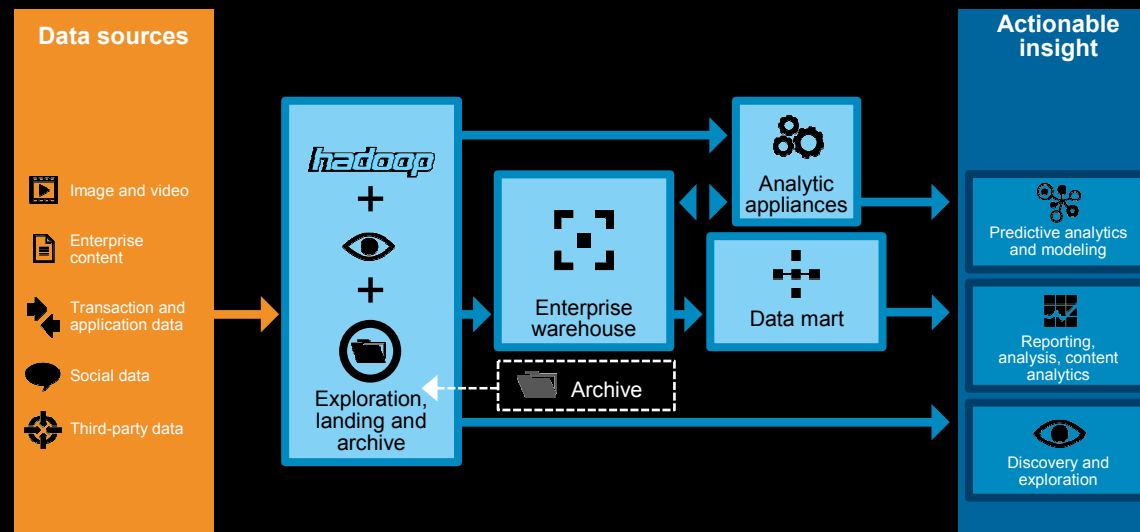 Data sources
Image and video
Enterprise
content
Transaction and
application data
Social data
Third-party data
hadoop
+
+
Exploration,
landing and
archive
Enterprise
warehouse
Archive
Analytic
appliances
Data mart
Actionable
insight
Predictive analytics
and modeling
Reporting,
analysis, content
analytics
Discovery and
exploration